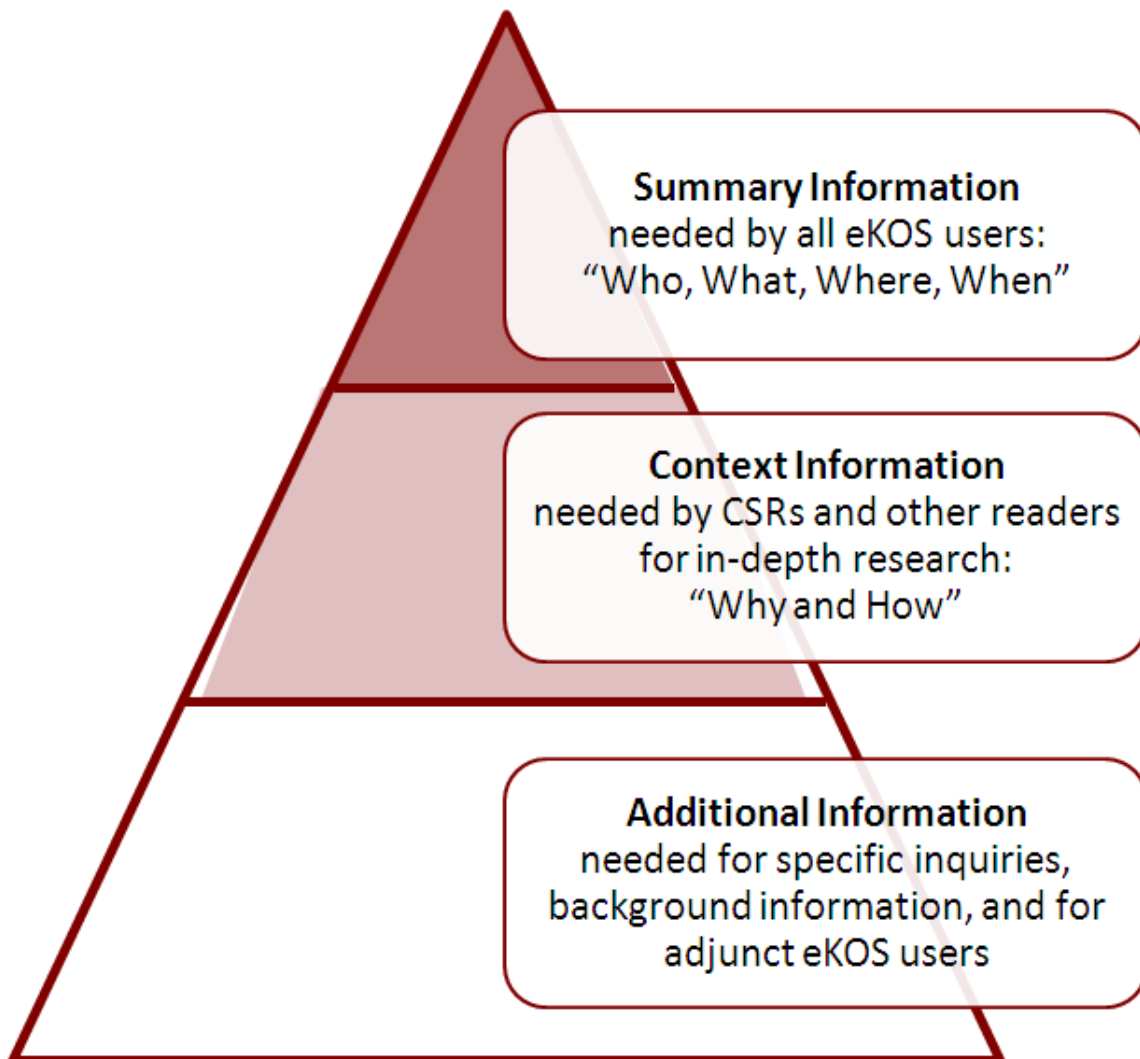 Summary Information
needed by all eKOS users:
“Who, What, Where, When”
Context Information
needed by CSRs and other readers
for in-depth research:
“Why and How”
Additional Information
needed for specific inquiries,
background information, and for
adjunct eKOS users